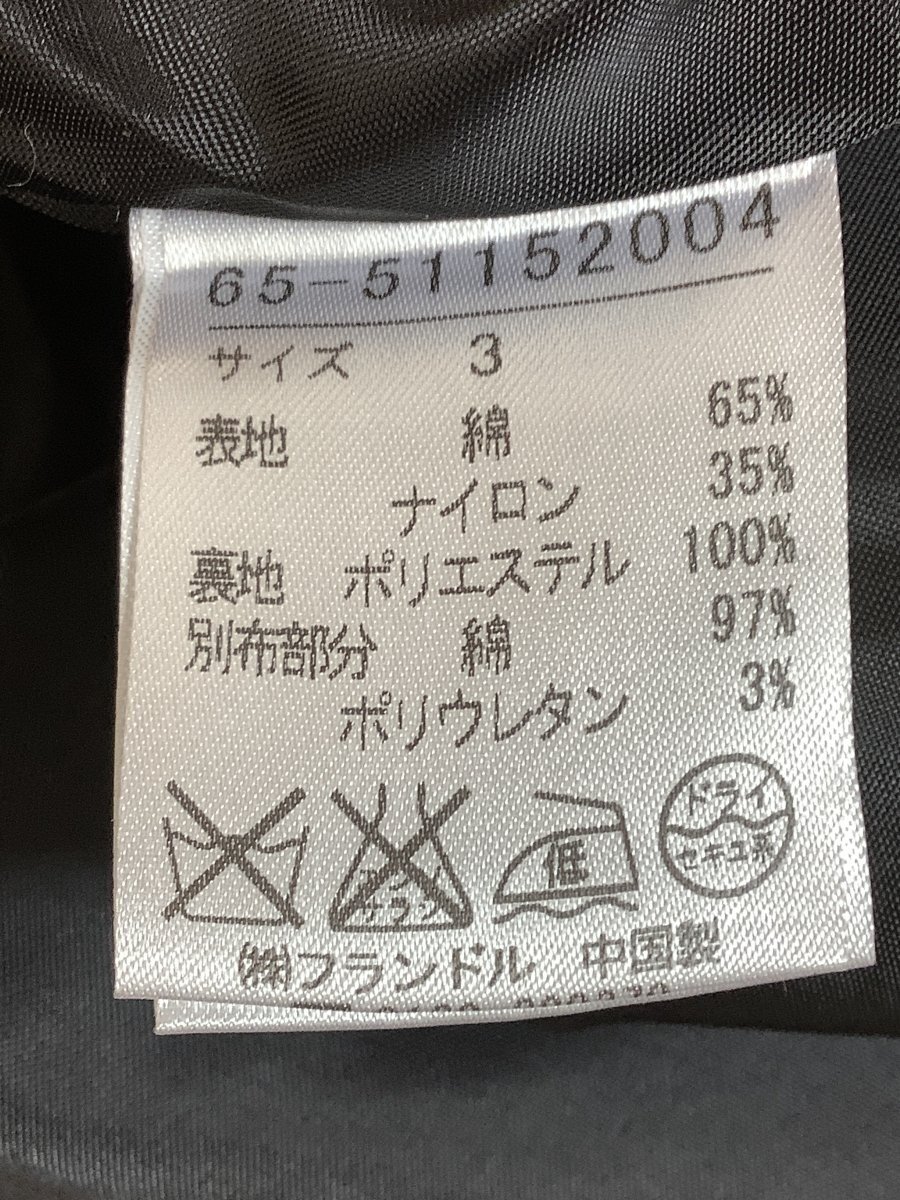 65-51152004
サイズ 3
表地 綿 65%
ナイロン 35%
裏地 ポリエステル 100%
別布部分 綿 97%
ポリウレタン 3%
エンソ サラシ 低 ドライ セキユ系
(株)フランドル 中国製